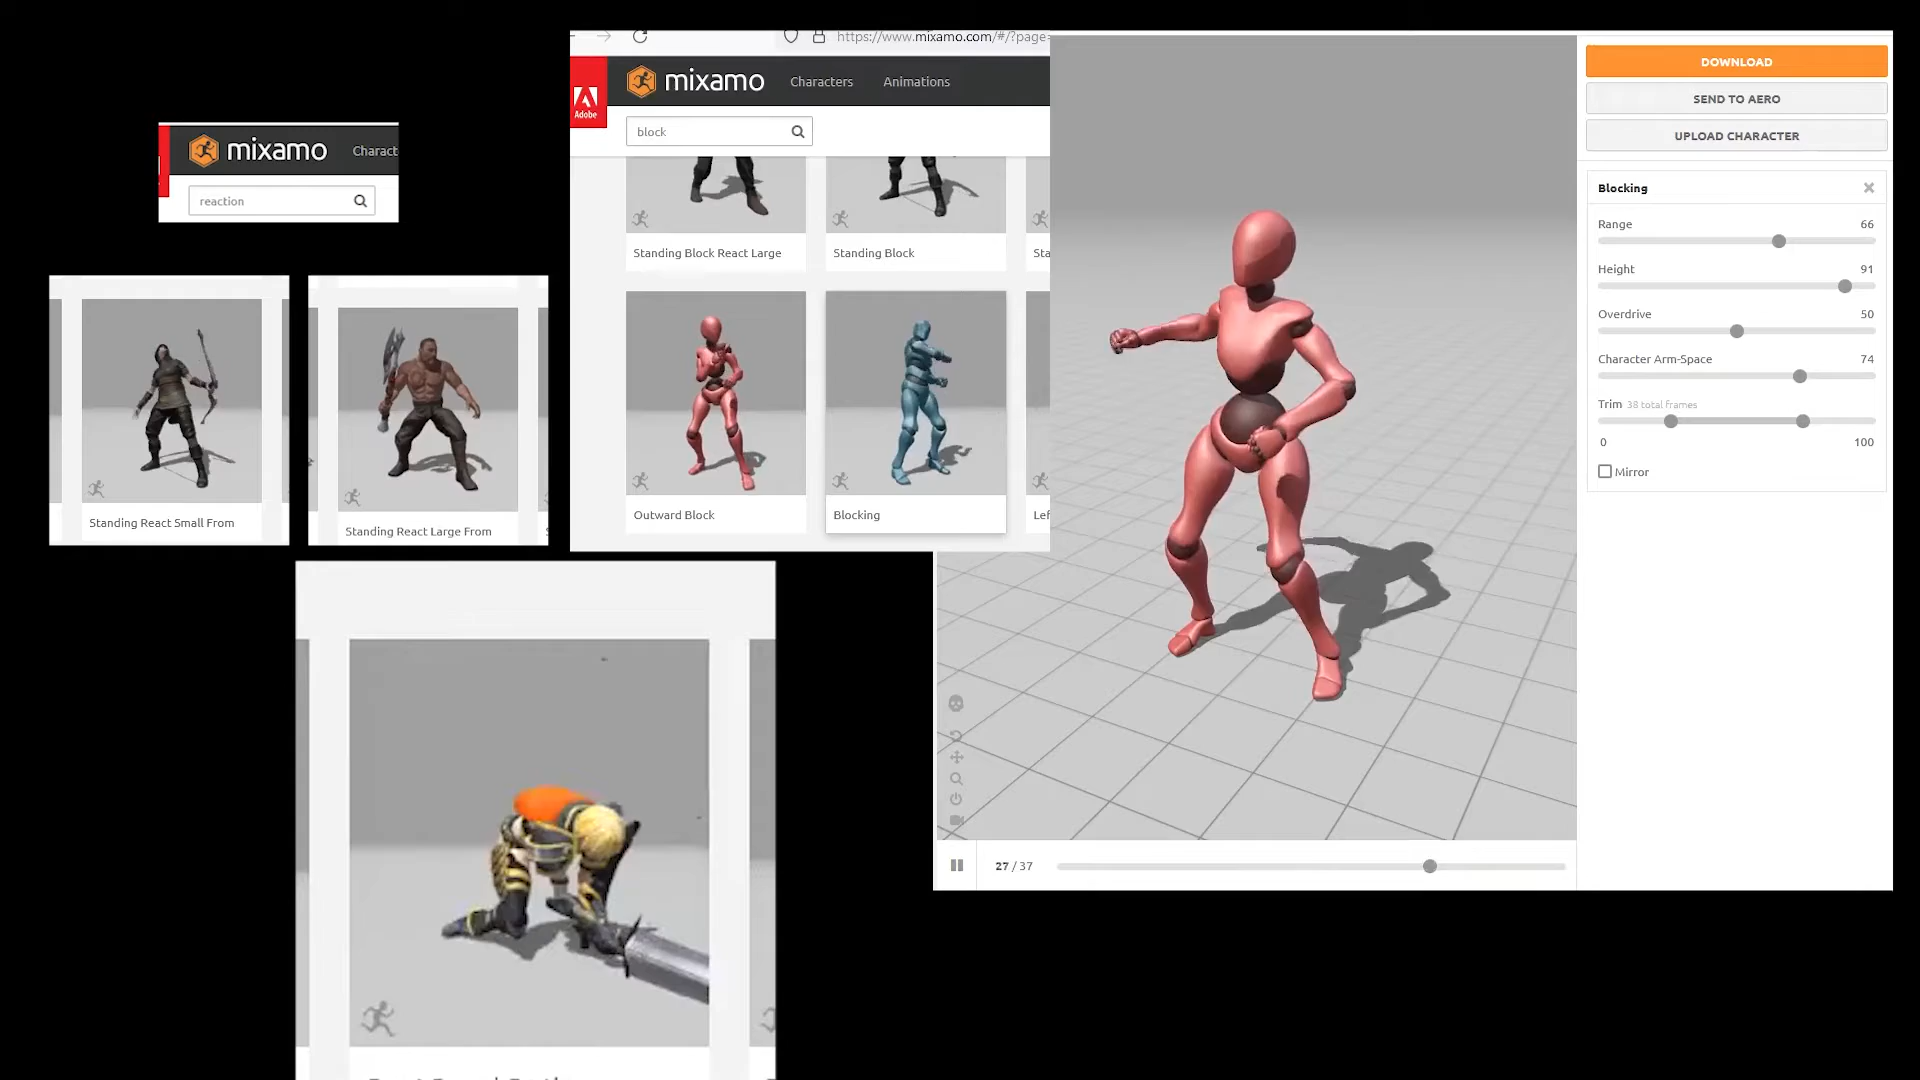 mixamo
Charact
reaction
Standing React Small From
Standing React Large From
https://www.mixamo.com/#/?page=
Adobe
mixamo
Characters
Animations
block
Standing Block React Large
Standing Block
Sta
Outward Block
Blocking
Lef
27 / 37
DOWNLOAD
SEND TO AERO
UPLOAD CHARACTER
Blocking
Range 66
Height 91
Overdrive 50
Character Arm-Space 74
Trim 38 total frames
0 100
Mirror